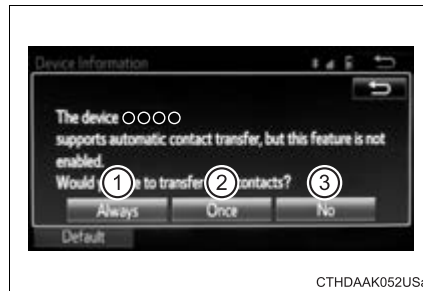 Device Information
The device ○○○○
supports automatic contact transfer, but this feature is not
enabled.
Would to transfer contacts?
1
2
3
Always
Once
No
Default
CTHDAAK052USa